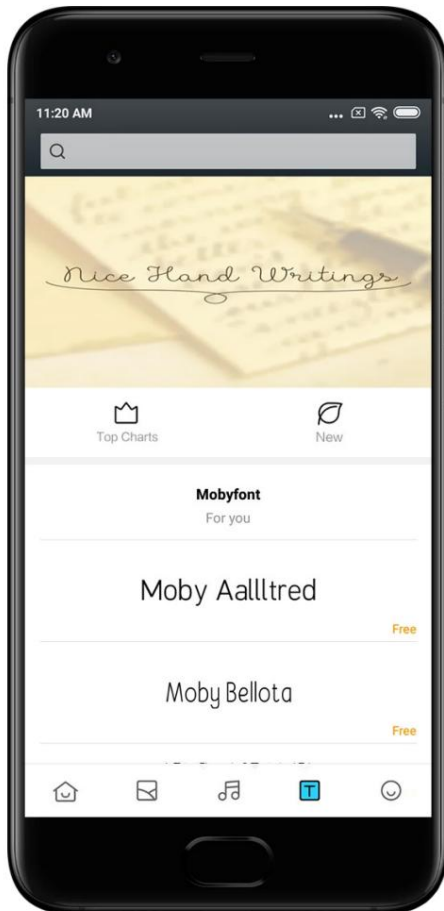 11:20 AM
Nice Hand Writings
Top Charts
New
Mobyfont
For you
Moby Aallltred
Free
Moby Bellota
Free
T